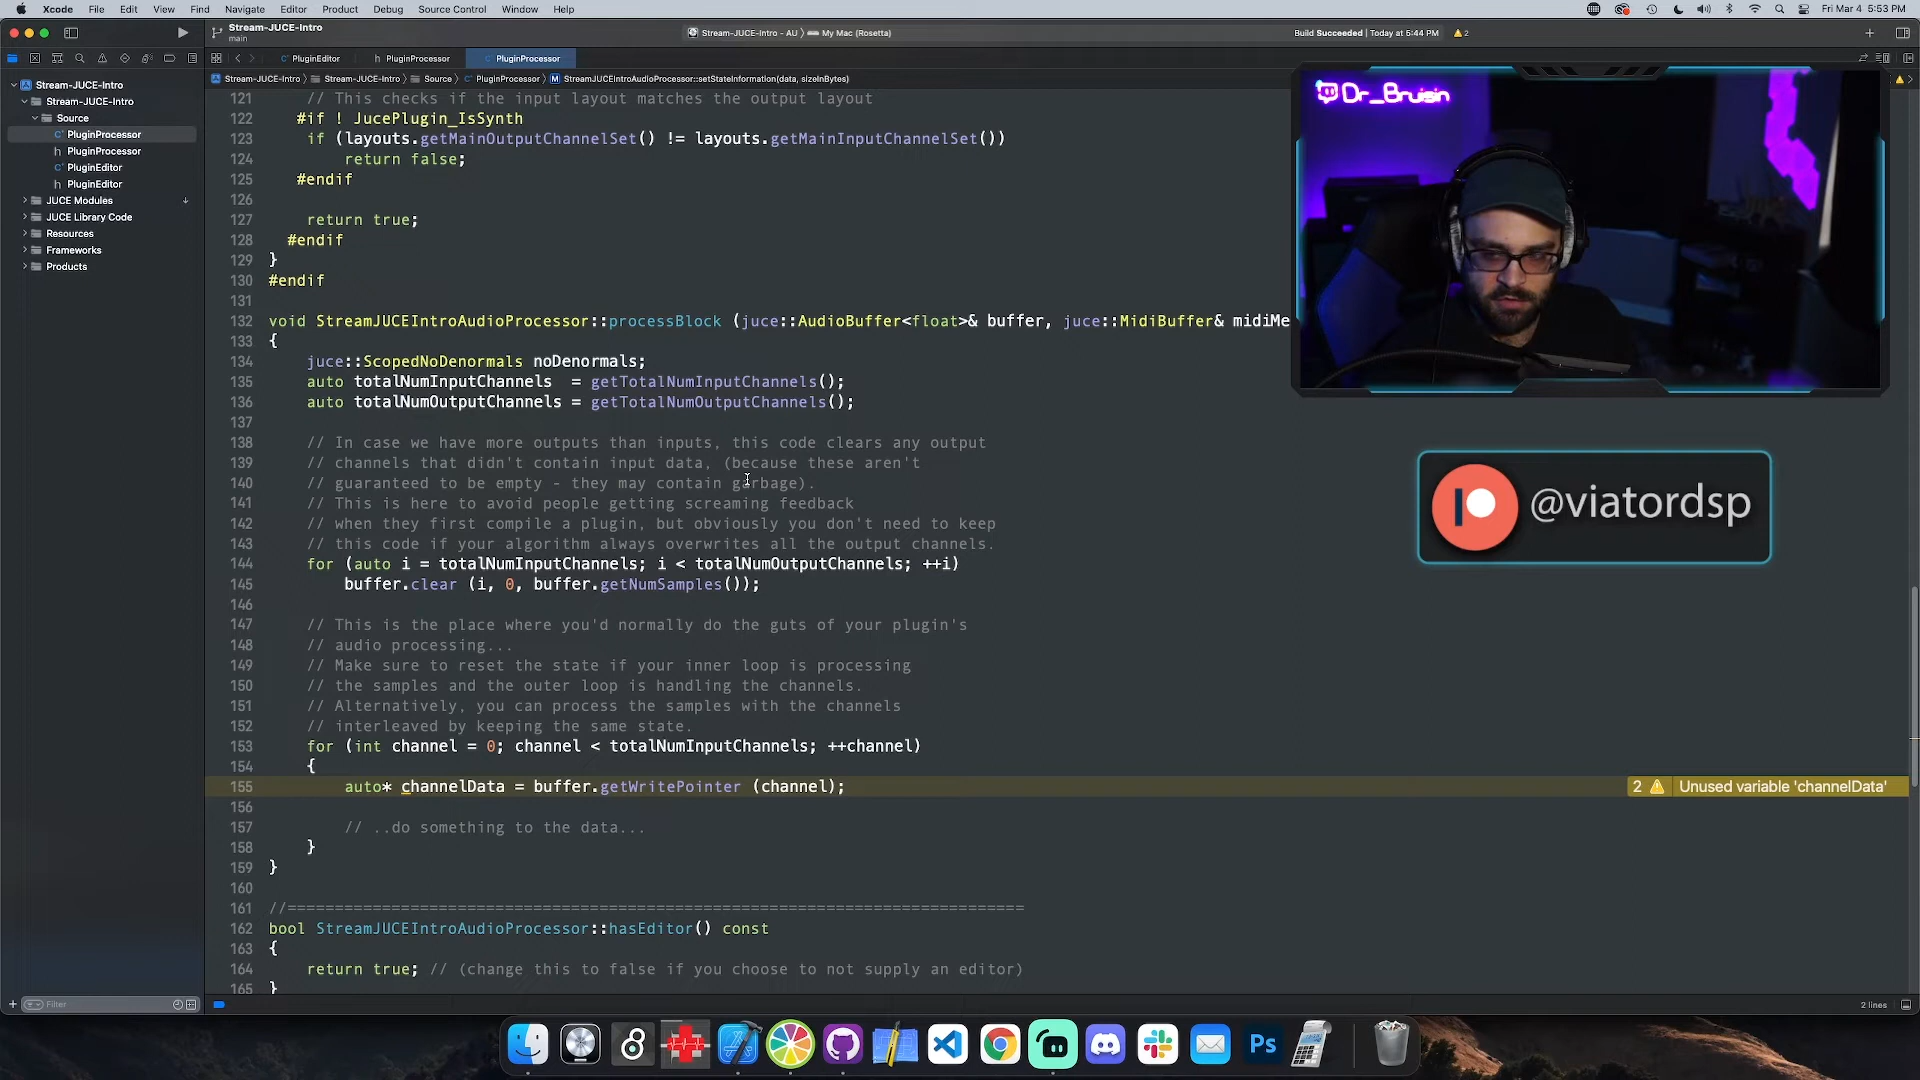 Xcode File Edit View Find Navigate Editor Product Debug Source Control Window Help
Fri Mar 4 5:53 PM
Stream-JUCE-Intro
main
Stream-JUCE-Intro - AU 〉 My Mac (Rosetta)
Build Succeeded | Today at 5:44 PM
2
PluginEditor
PluginProcessor
PluginProcessor
Stream-JUCE-Intro 〉 Stream-JUCE-Intro 〉 Source 〉 PluginProcessor 〉 M StreamJUCEIntroAudioProcessor::setStateInformation(data, sizeInBytes)
Stream-JUCE-Intro
Stream-JUCE-Intro
Source
PluginProcessor
h PluginProcessor
PluginEditor
h PluginEditor
JUCE Modules
JUCE Library Code
Resources
Frameworks
Products
121 // This checks if the input layout matches the output layout
122 #if ! JucePlugin_IsSynth
123 if (layouts.getMainOutputChannelSet() != layouts.getMainInputChannelSet())
124 return false;
125 #endif
126
127 return true;
128 #endif
129 }
130 #endif
131
132 void StreamJUCEIntroAudioProcessor::processBlock (juce::AudioBuffer<float>& buffer, juce::MidiBuffer& midiMe
133 {
134 juce::ScopedNoDenormals noDenormals;
135 auto totalNumInputChannels  = getTotalNumInputChannels();
136 auto totalNumOutputChannels = getTotalNumOutputChannels();
137
138 // In case we have more outputs than inputs, this code clears any output
139 // channels that didn't contain input data, (because these aren't
140 // guaranteed to be empty - they may contain garbage).
141 // This is here to avoid people getting screaming feedback
142 // when they first compile a plugin, but obviously you don't need to keep
143 // this code if your algorithm always overwrites all the output channels.
144 for (auto i = totalNumInputChannels; i < totalNumOutputChannels; ++i)
145 buffer.clear (i, 0, buffer.getNumSamples());
146
147 // This is the place where you'd normally do the guts of your plugin's
148 // audio processing...
149 // Make sure to reset the state if your inner loop is processing
150 // the samples and the outer loop is handling the channels.
151 // Alternatively, you can process the samples with the channels
152 // interleaved by keeping the same state.
153 for (int channel = 0; channel < totalNumInputChannels; ++channel)
154 {
155 auto* channelData = buffer.getWritePointer (channel);
2 Unused variable 'channelData'
156
157 // ..do something to the data...
158 }
159 }
160
161 //==============================================================================
162 bool StreamJUCEIntroAudioProcessor::hasEditor() const
163 {
164 return true; // (change this to false if you choose to not supply an editor)
165 }
Dr_Bruisin
@viatordsp
Filter
2 lines
Ps